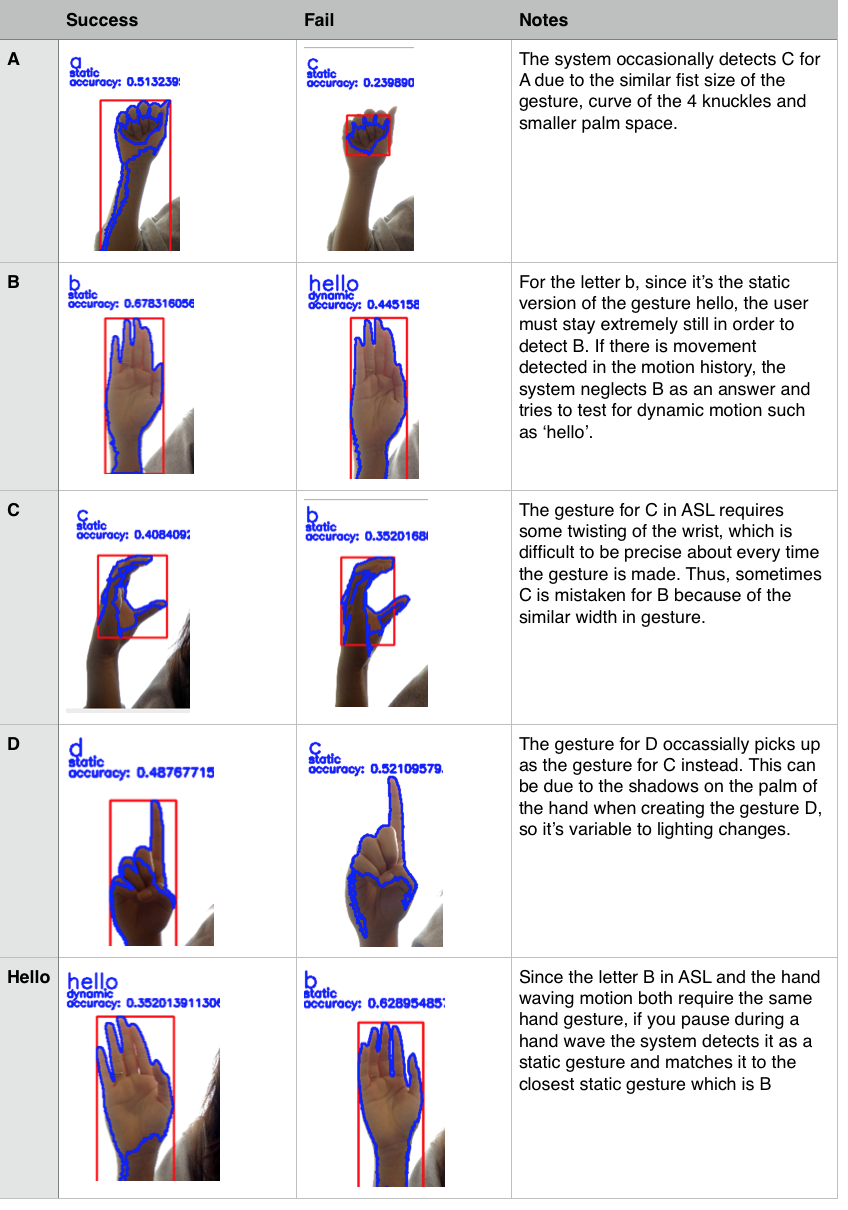 Success Fail Notes
A
a
static
accuracy: 0.513239
c
static
accuracy: 0.239890
The system occasionally detects C for
A due to the similar fist size of the
gesture, curve of the 4 knuckles and
smaller palm space.
B
b
static
accuracy: 0.678316056
hello
dynamic
accuracy: 0.445158
For the letter b, since it’s the static
version of the gesture hello, the user
must stay extremely still in order to
detect B. If there is movement
detected in the motion history, the
system neglects B as an answer and
tries to test for dynamic motion such
as ‘hello’.
C
c
static
accuracy: 0.408409
b
static
accuracy: 0.3520168
The gesture for C in ASL requires
some twisting of the wrist, which is
difficult to be precise about every time
the gesture is made. Thus, sometimes
C is mistaken for B because of the
similar width in gesture.
D
d
static
accuracy: 0.48767715
c
static
accuracy: 0.52109579
The gesture for D occassially picks up
as the gesture for C instead. This can
be due to the shadows on the palm of
the hand when creating the gesture D,
so it’s variable to lighting changes.
Hello
hello
dynamic
accuracy: 0.35201391130
b
static
accuracy: 0.628954857
Since the letter B in ASL and the hand
waving motion both require the same
hand gesture, if you pause during a
hand wave the system detects it as a
static gesture and matches it to the
closest static gesture which is B